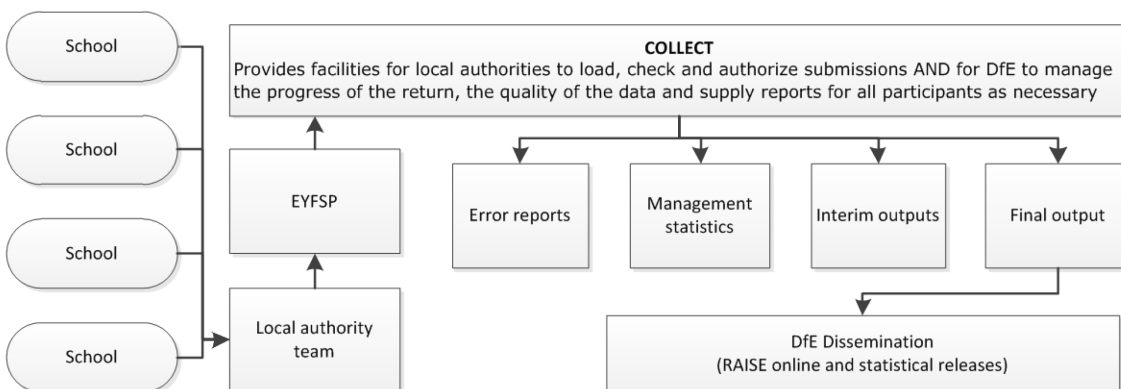 School
School
School
School
COLLECT
Provides facilities for local authorities to load, check and authorize submissions AND for DfE to manage
the progress of the return, the quality of the data and supply reports for all participants as necessary
EYFSP
Local authority
team
Error reports
Management
statistics
Interim outputs
Final output
DfE Dissemination
(RAISE online and statistical releases)